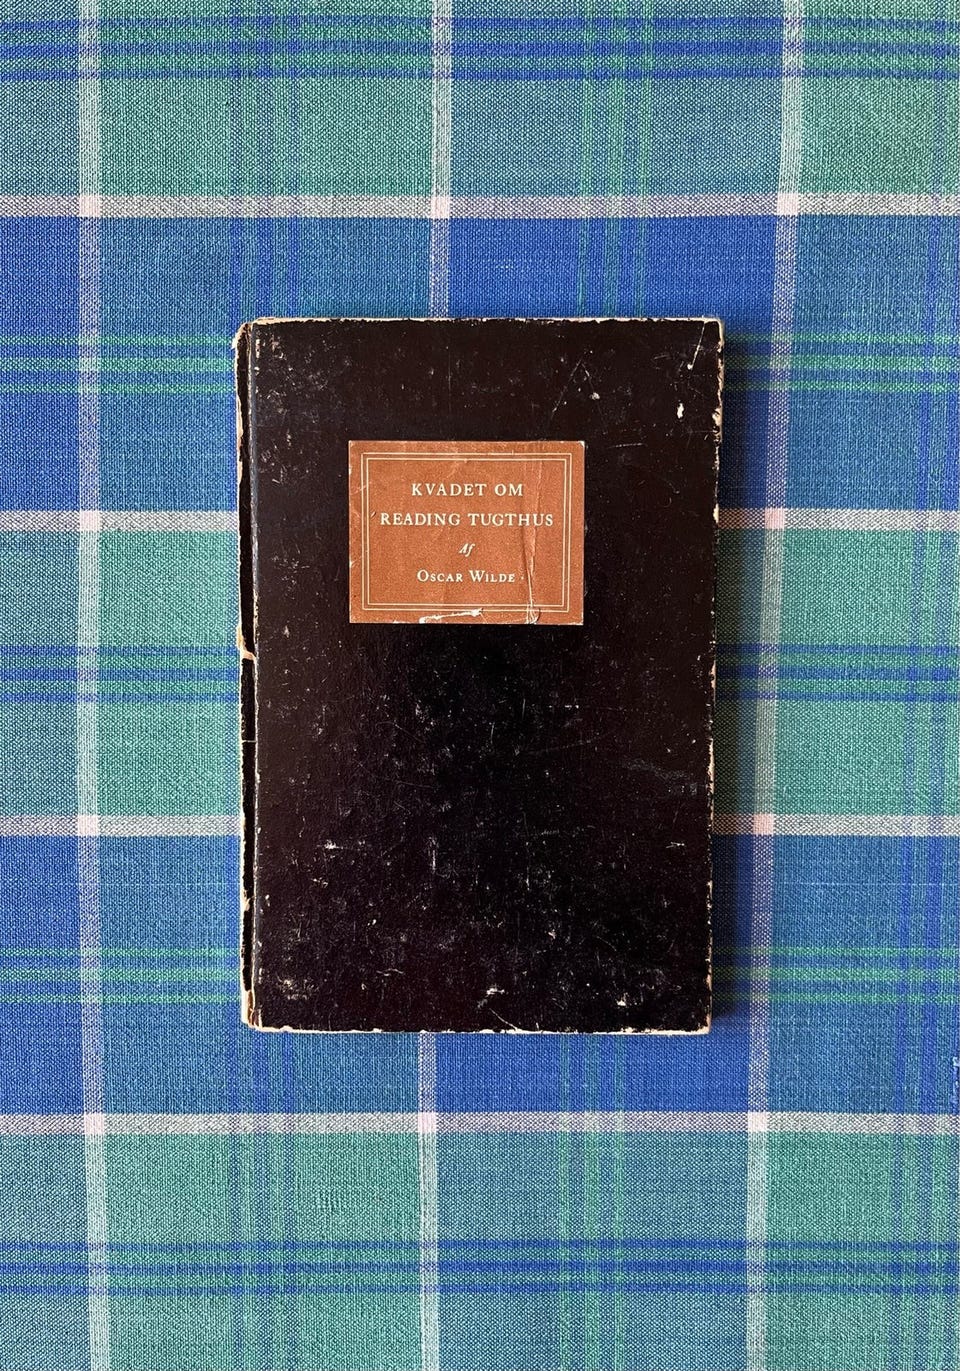 KVADET OM
READING TUGTHUS
Af
OSCAR WILDE